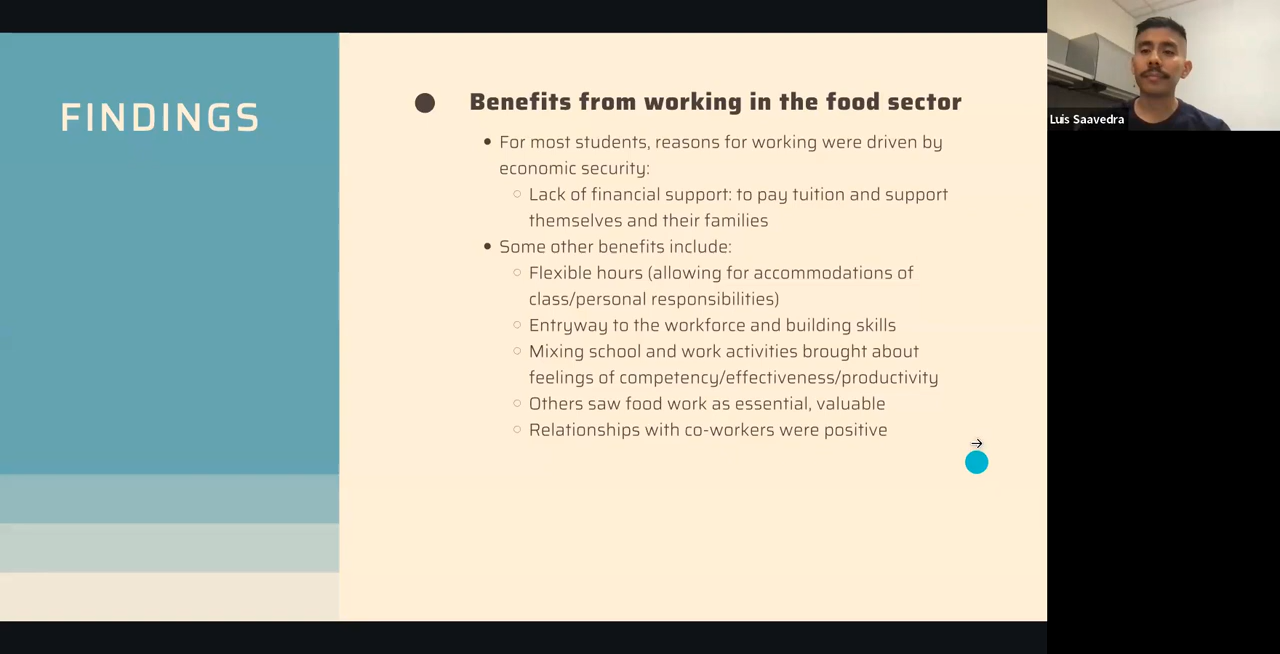 FINDINGS
Benefits from working in the food sector
For most students, reasons for working were driven by
economic security:
Lack of financial support: to pay tuition and support
themselves and their families
Some other benefits include:
Flexible hours (allowing for accommodations of
class/personal responsibilities)
Entryway to the workforce and building skills
Mixing school and work activities brought about
feelings of competency/effectiveness/productivity
Others saw food work as essential, valuable
Relationships with co-workers were positive
Luis Saavedra